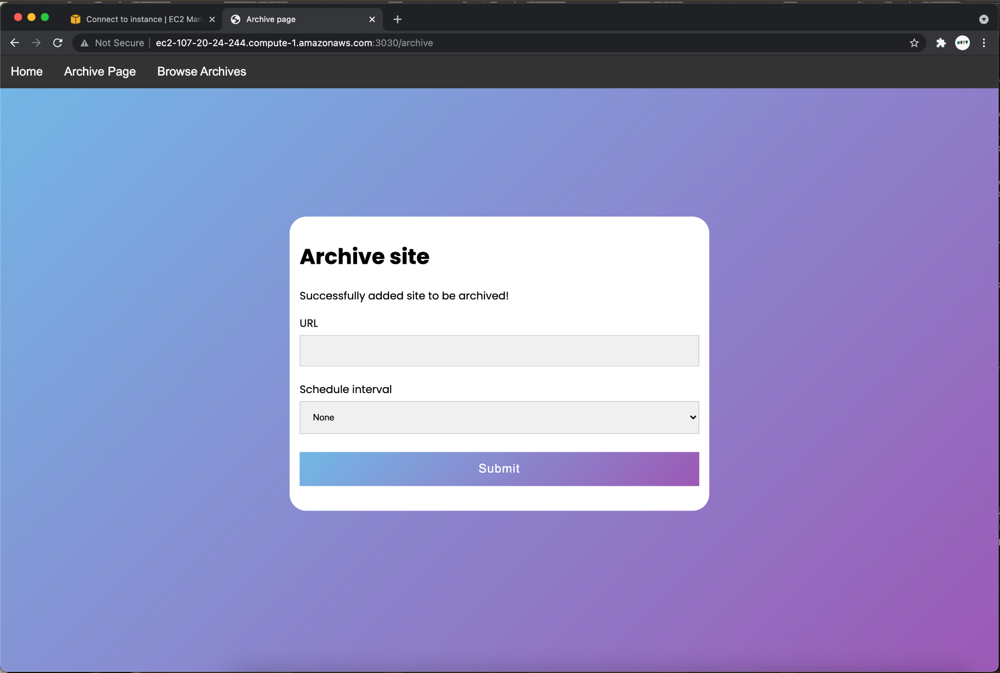 Connect to instance | EC2 Man
Archive page
Not Secure
ec2-107-20-24-244.compute-1.amazonaws.com:3030/archive
Home
Archive Page
Browse Archives
Archive site
Successfully added site to be archived!
URL
Schedule interval
None
Submit